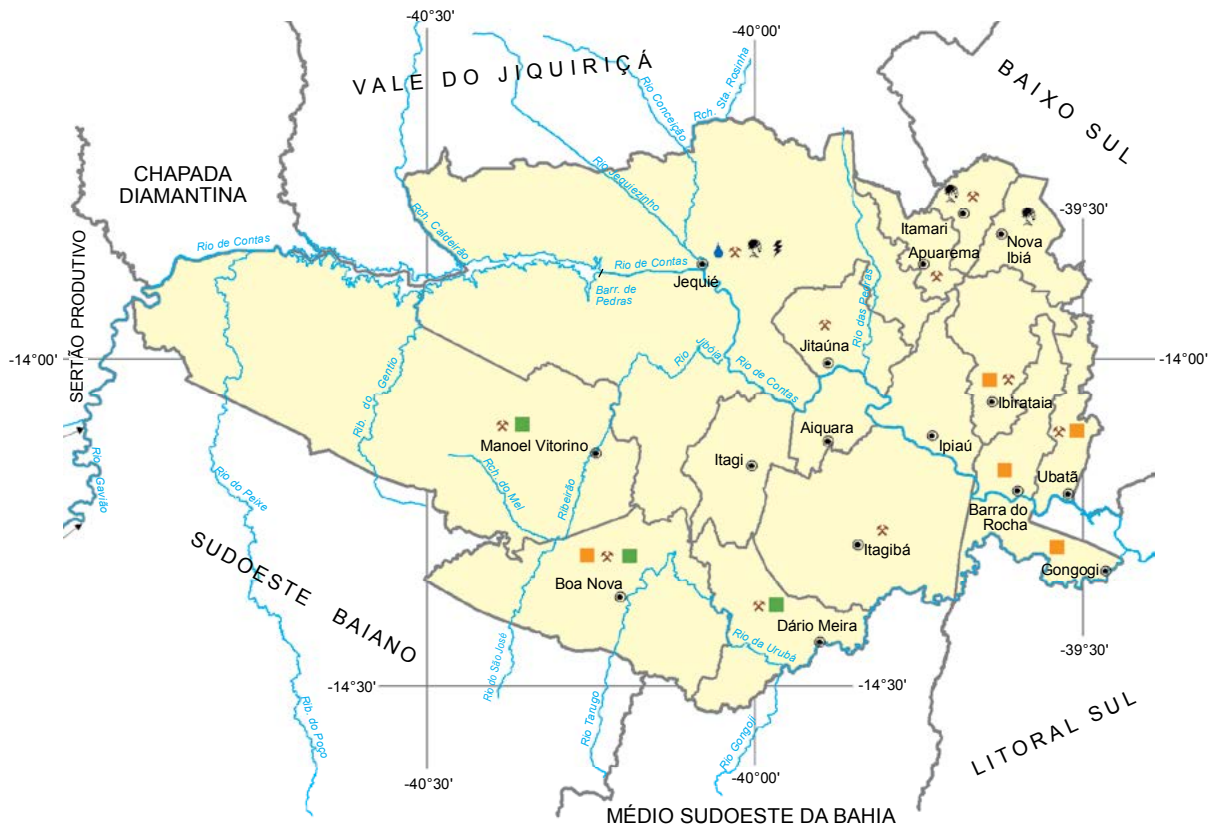 -40°30'
-40°00'
VALE DO JIQUIRIÇÁ
BAIXO SUL
Rio Conceição
Rch. Sta. Rosinha
CHAPADA
DIAMANTINA
Rio Jequiezinho
-39°30'
Itamari
Nova
Ibiá
Apuarema
Rch. Caldeirão
Rio de Contas
Rio de Contas
Jequié
Barr. de
Pedras
SERTÃO PRODUTIVO
Rio das Pedras
-14°00'
Jitaúna
-14°00'
Rio Jibóia
Rio de Contas
Rib. do Gentio
Ibirataia
Aiquara
Ipiaú
Manoel Vitorino
Itagi
Ubatã
Rio Gavião
Rio do Peixe
Rch. do Mel
Ribeirão
Barra do
Rocha
Itagibá
SUDOESTE BAIANO
Gongogi
Boa Nova
Dário Meira
Rio da Urubá
-39°30'
Rio do São José
-14°30'
-14°30'
Rib. do Poço
Rio Tarugo
Rio Gongoji
LITORAL SUL
-40°30'
-40°00'
MÉDIO SUDOESTE DA BAHIA